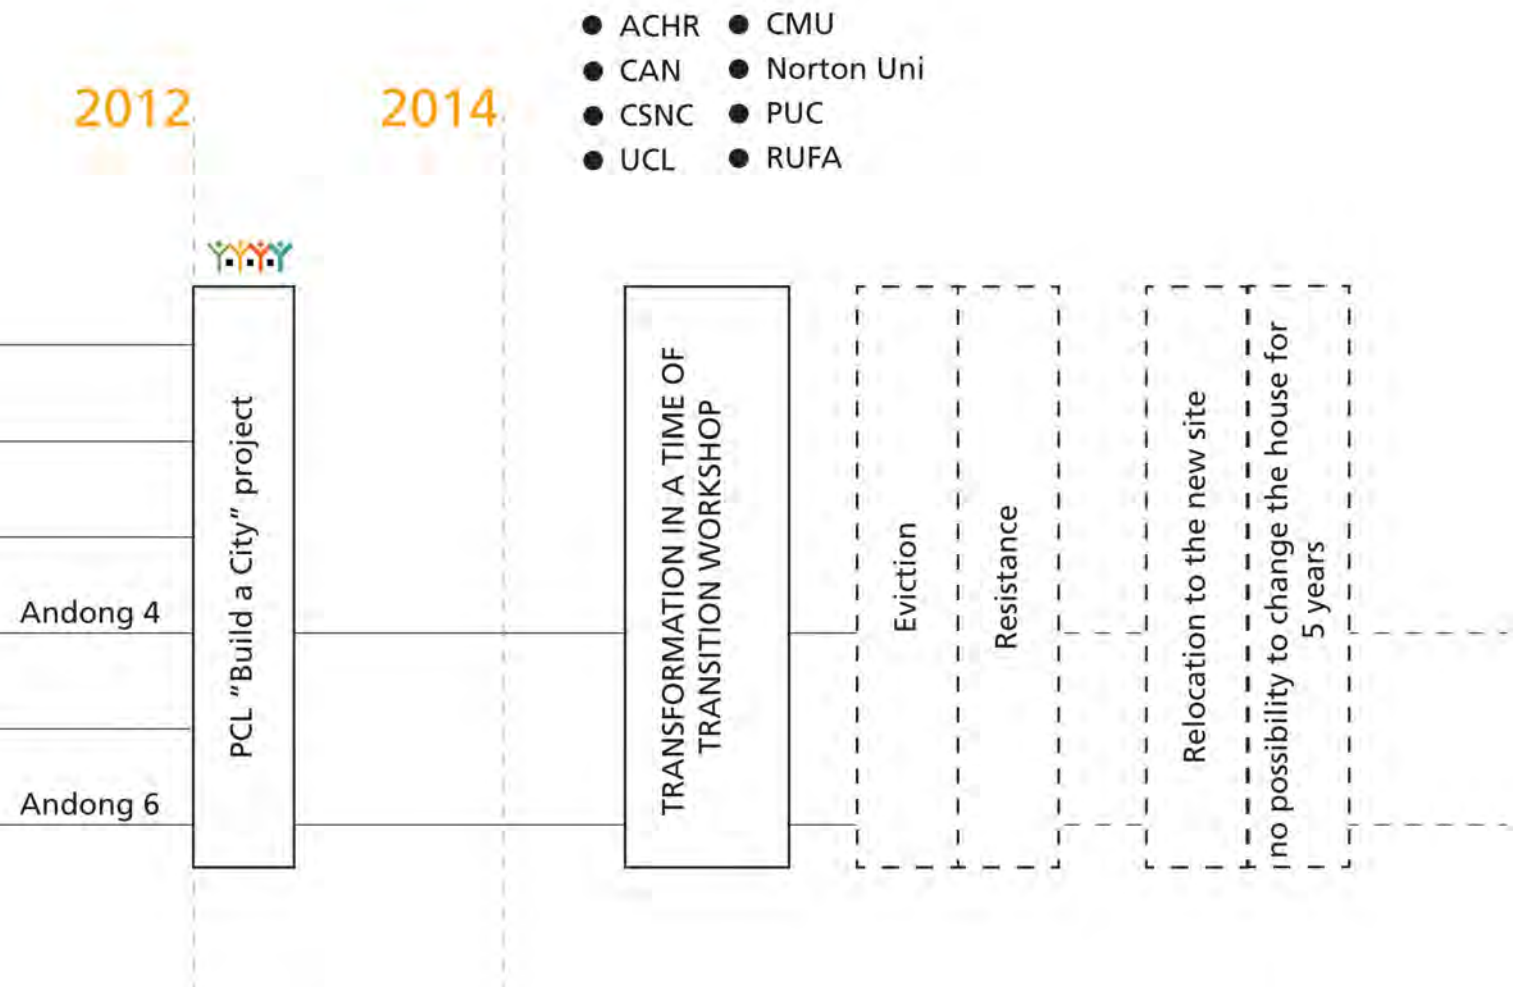 ACHR
CAN
CSNC
UCL
CMU
Norton Uni
PUC
RUFA
2012
2014
PCL “Build a City” project
TRANSFORMATION IN A TIME OF
TRANSITION WORKSHOP
Eviction
Resistance
Relocation to the new site
no possibility to change the house for
5 years
Andong 4
Andong 6